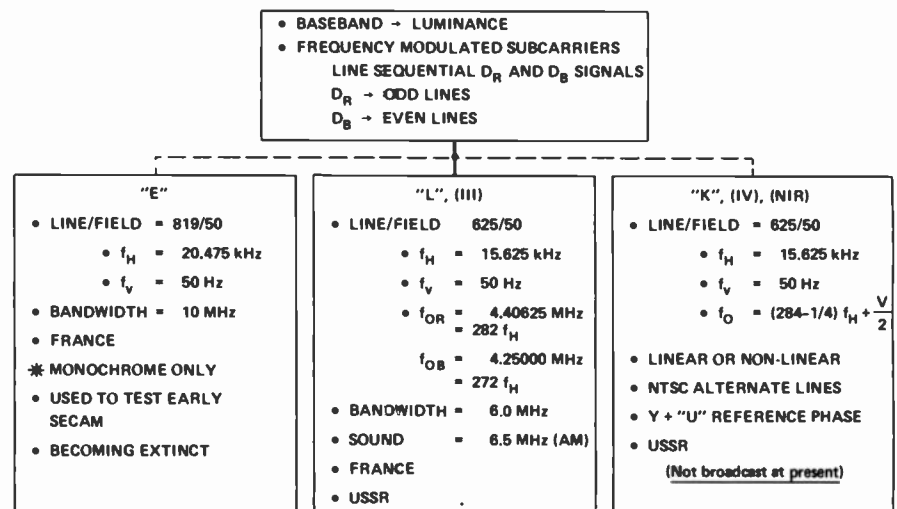 • BASEBAND → LUMINANCE
• FREQUENCY MODULATED SUBCARRIERS
LINE SEQUENTIAL D_R AND D_B SIGNALS
D_R → ODD LINES
D_B → EVEN LINES
"E"
• LINE/FIELD = 819/50
• f_H = 20.475 kHz
• f_v = 50 Hz
• BANDWIDTH = 10 MHz
• FRANCE
✱ MONOCHROME ONLY
• USED TO TEST EARLY
SECAM
• BECOMING EXTINCT
"L", (III)
• LINE/FIELD 625/50
• f_H = 15.625 kHz
• f_v = 50 Hz
• f_OR = 4.40625 MHz
= 282 f_H
f_OB = 4.25000 MHz
= 272 f_H
• BANDWIDTH = 6.0 MHz
• SOUND = 6.5 MHz (AM)
• FRANCE
• USSR
"K", (IV), (NIR)
• LINE/FIELD = 625/50
• f_H = 15.625 kHz
• f_v = 50 Hz
• f_O = (284-1/4) f_H + V/2
• LINEAR OR NON-LINEAR
• NTSC ALTERNATE LINES
• Y + "U" REFERENCE PHASE
• USSR
(Not broadcast at present)